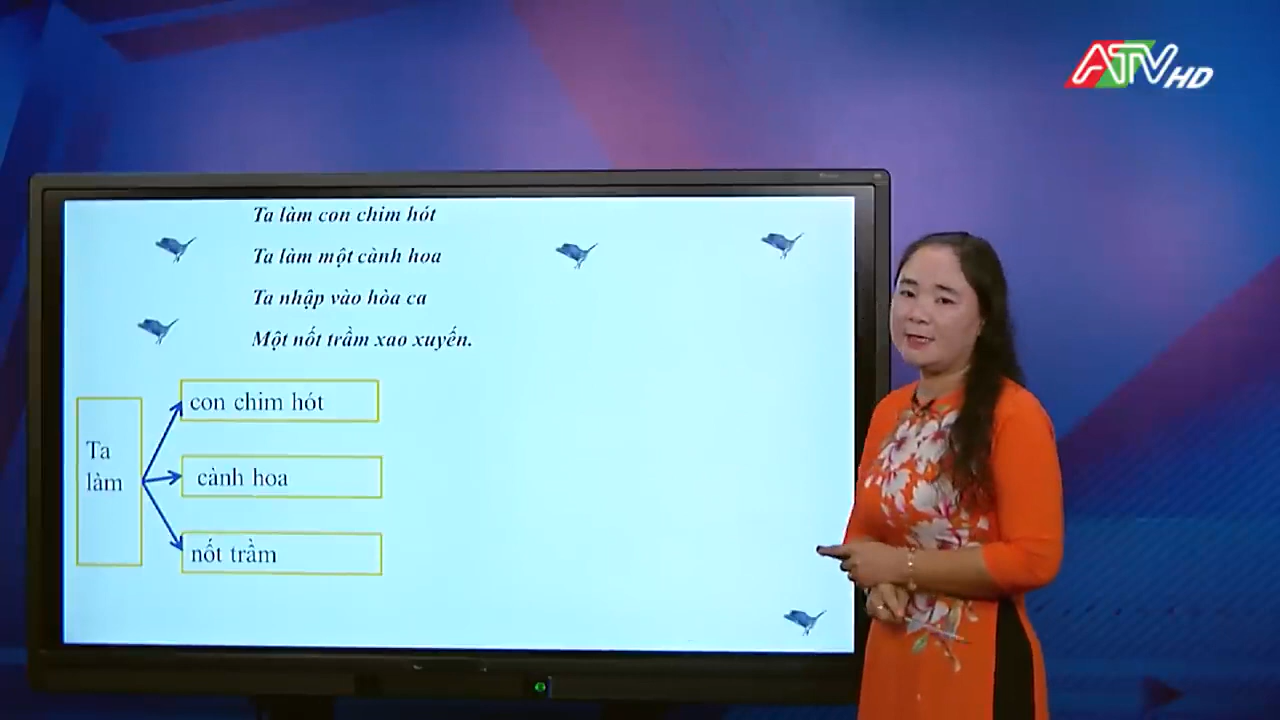 ATV HD
Ta làm con chim hót
Ta làm một cành hoa
Ta nhập vào hòa ca
Một nốt trầm xao xuyến.
con chim hót
Ta
làm
cành hoa
nốt trầm